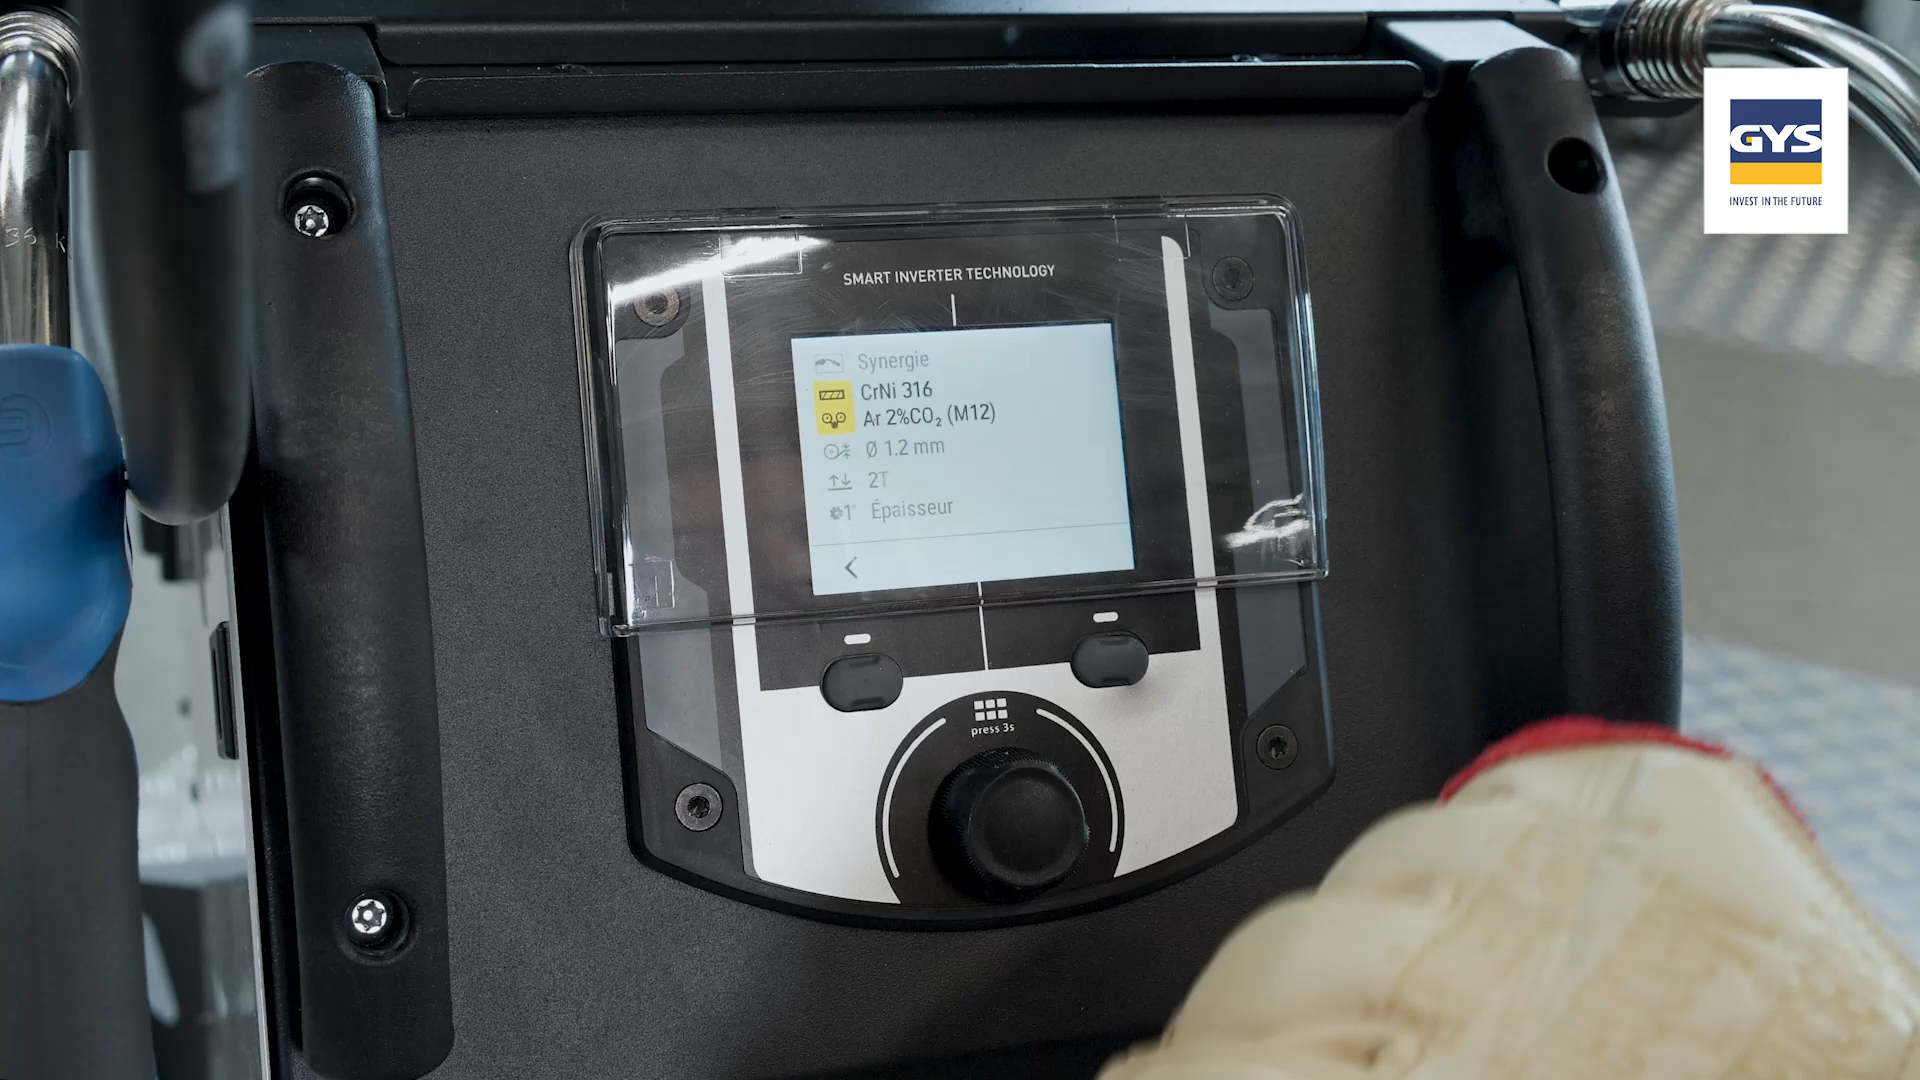 GYS
INVEST IN THE FUTURE
SMART INVERTER TECHNOLOGY
Synergie
CrNi 316
Ar 2%CO₂ (M12)
Ø 1.2 mm
2T
1
Épaisseur
press 3s